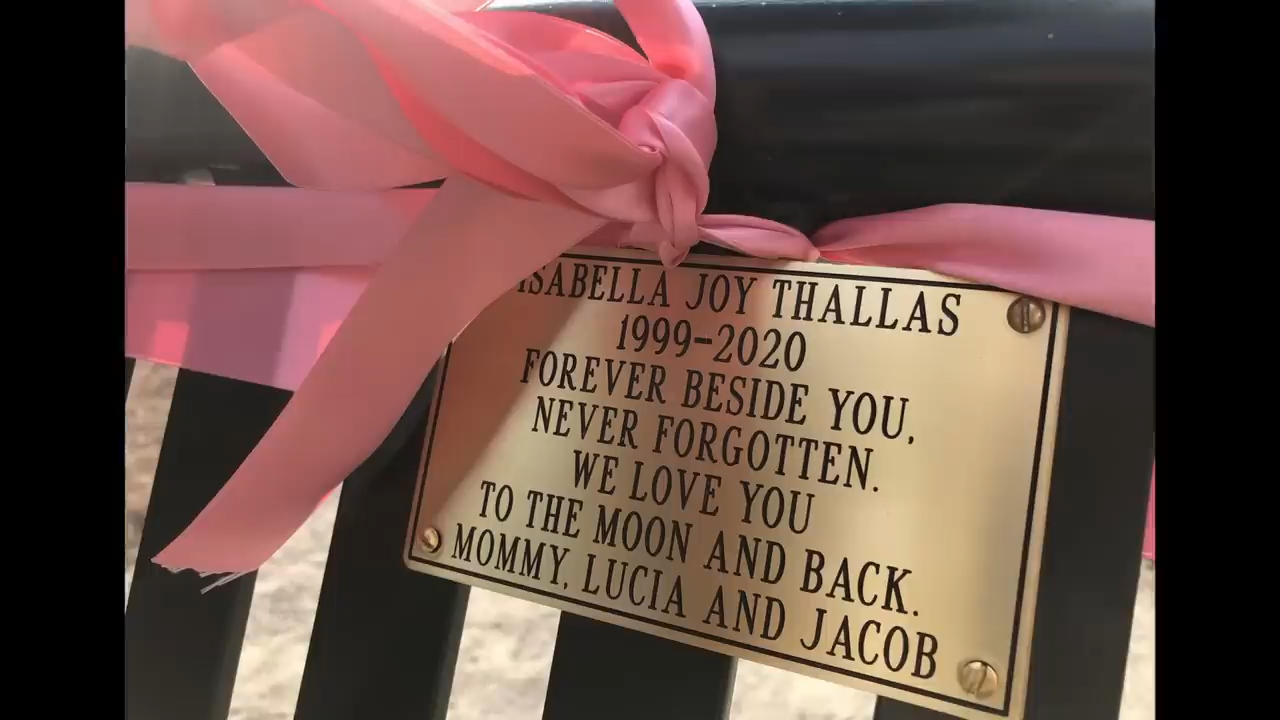 ISABELLA JOY THALLAS
1999-2020
FOREVER BESIDE YOU,
NEVER FORGOTTEN.
WE LOVE YOU
TO THE MOON AND BACK.
MOMMY, LUCIA AND JACOB